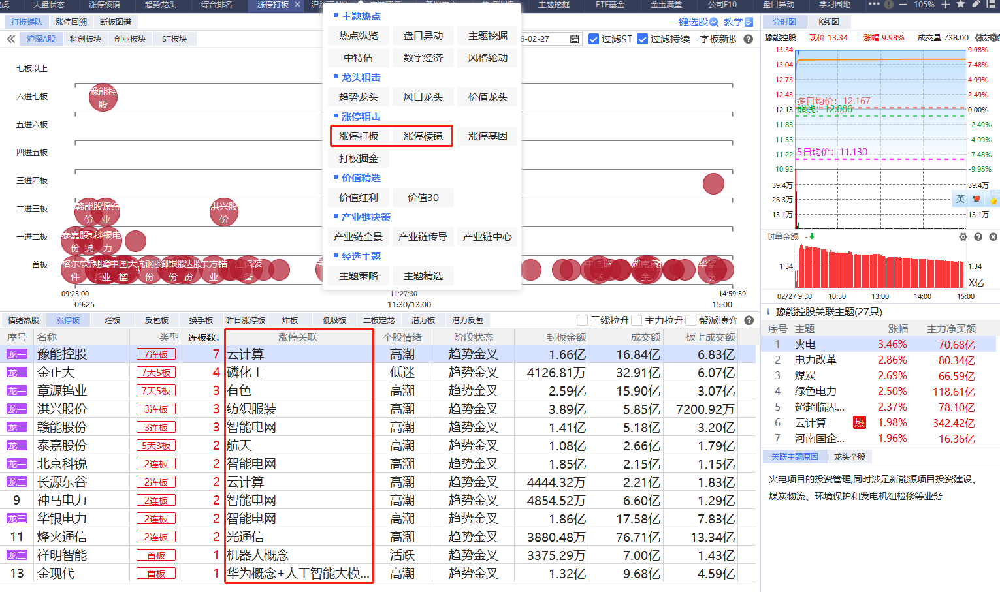 大盘状态 涨停棱镜 趋势龙头 综合排名 涨停打板 主题挖掘 ETF基金 金玉满堂 公司F10 盘口异动 学习园地 105%
打板梯队 涨停回溯 断板图谱 一键选股 教学 分时图 K线图
沪深A股 科创板块 创业板块 ST板块 -02-27 过滤ST 过滤持续一字板新股
豫能控股 现价 13.34 涨幅 9.98% 成交量 738.00
主题热点
热点纵览 盘口异动 主题挖掘
中特估 数字经济 风格轮动
龙头狙击
趋势龙头 风口龙头 价值龙头
涨停狙击
涨停打板 涨停棱镜 涨停基因
打板掘金
价值精选
价值红利 价值30
产业链决策
产业链全景 产业链传导 产业链中心
经选主题
主题策略 主题精选
七板以上
六进七板 豫能控股
五进六板
四进五板
三进四板
二进三板 洪兴股份
一进二板
首板
09:25:00 11:27:30 14:59:59
09:25 11:30/13:00 15:00
13.34 9.98%
13.04 7.48%
12.73 4.99%
12.43 2.49%
多日均价: 12.167
12.13 熊线: 12.006 0.00%
11.83 -2.49%
11.53 -4.99%
11.22 5日均价: 11.130 -7.48%
10.92 -9.98%
39.4万 39.4万
26.3万 英
13.1万 13.1万
封单金额 -
1.34 1.34
X亿
02/27 9:30 10:30 13:00 14:00 15:00
情绪热股 涨停板 烂板 反包板 换手板 昨日涨停板 炸板 低吸板 二板定龙 潜力板 潜力反包 三线拉升 主力拉升 帮派博弈
序号 名称 类型 连板数↓ 涨停关联 个股情绪 阶段状态 封板金额 成交额 板上成交额
龙一 豫能控股 7连板 7 云计算 高潮 趋势金叉 1.66亿 16.84亿 6.83亿
龙一 金正大 7天5板 4 磷化工 低迷 趋势金叉 4126.81万 32.91亿 6.07亿
龙一 章源钨业 7天5板 3 有色 高潮 趋势金叉 2.59亿 15.90亿 3.07亿
龙一 洪兴股份 3连板 3 纺织服装 高潮 趋势金叉 3.89亿 5.85亿 7200.92万
龙一 赣能股份 3连板 3 智能电网 高潮 趋势金叉 1.41亿 5.18亿 3.20亿
龙一 泰嘉股份 5天3板 2 航天 高潮 趋势金叉 1.08亿 2.66亿 1.79亿
龙一 北京科锐 2连板 2 智能电网 高潮 趋势金叉 1.85亿 2.15亿 1.15亿
龙二 长源东谷 2连板 2 云计算 高潮 趋势金叉 4444.32万 2.21亿 1.83亿
9 神马电力 2连板 2 智能电网 高潮 趋势金叉 4854.52万 6.60亿 1.29亿
龙三 华银电力 2连板 2 智能电网 高潮 趋势金叉 1.86亿 17.58亿 7.83亿
11 烽火通信 2连板 2 光通信 高潮 趋势金叉 3880.48万 76.71亿 13.34亿
龙二 祥明智能 首板 1 机器人概念 活跃 趋势金叉 3375.29万 7.00亿 1.43亿
13 金现代 首板 1 华为概念+人工智能大模... 高潮 趋势金叉 1.32亿 9.68亿 4.59亿
豫能控股关联主题(27只)
序号 主题 涨幅 主力净买额
1 火电 3.46% 70.68亿
2 电力改革 2.86% 80.34亿
3 煤炭 2.69% 66.59亿
4 绿色电力 2.50% 118.61亿
5 超超临界... 2.37% 78.10亿
6 云计算 热 1.98% 342.42亿
7 河南国企... 1.96% 16.36亿
关联主题原因 龙头个股
火电项目的投资管理,同时涉足新能源项目投资建设、
煤炭物流、环境保护和发电机组检修等业务